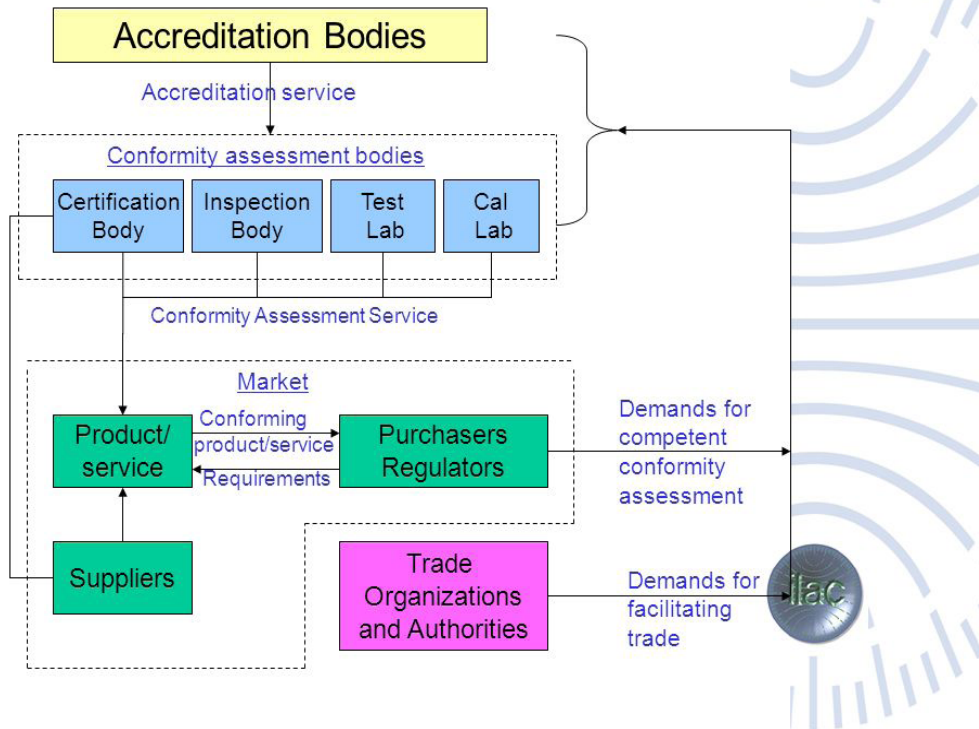 Accreditation Bodies
Accreditation service
Conformity assessment bodies
Certification
Body
Inspection
Body
Test
Lab
Cal
Lab
Conformity Assessment Service
Market
Product/
service
Conforming
product/service
Requirements
Purchasers
Regulators
Demands for
competent
conformity
assessment
Suppliers
Trade
Organizations
and Authorities
Demands for
facilitating
trade
ilac